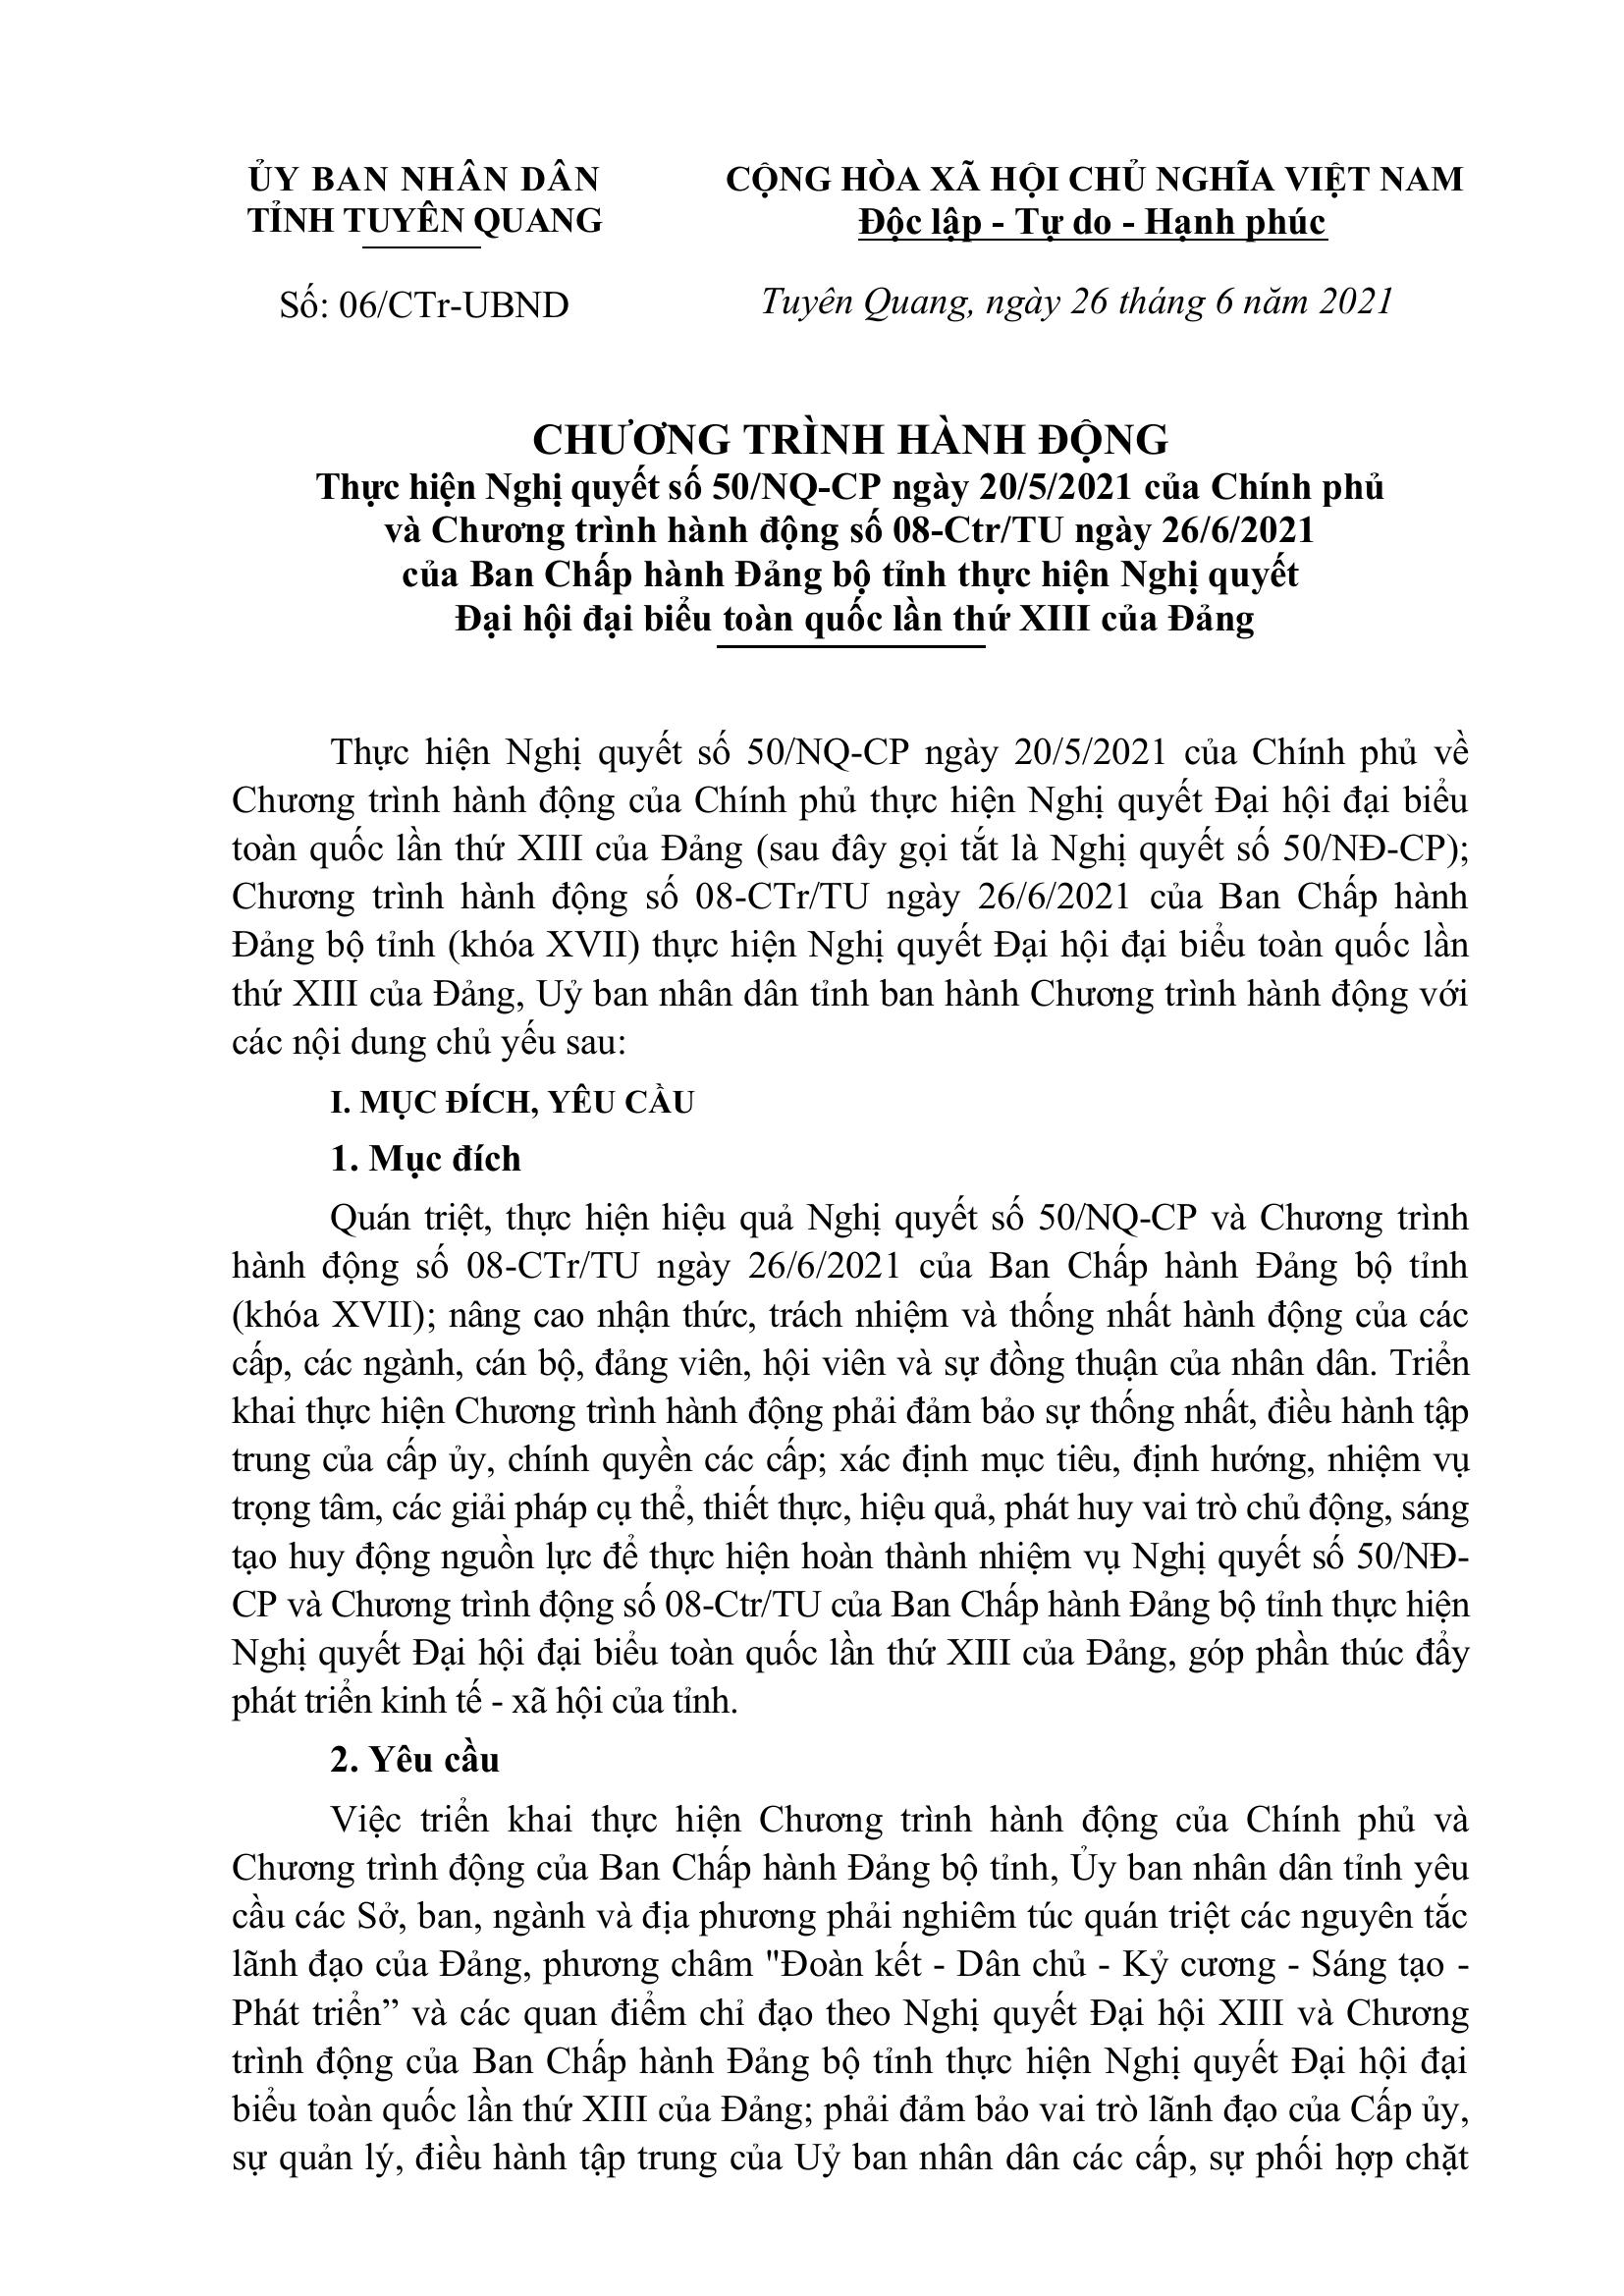 ỦY BAN NHÂN DÂN
TỈNH TUYÊN QUANG
Số: 06/CTr-UBND
CỘNG HÒA XÃ HỘI CHỦ NGHĨA VIỆT NAM
Độc lập - Tự do - Hạnh phúc
Tuyên Quang, ngày 26 tháng 6 năm 2021
CHƯƠNG TRÌNH HÀNH ĐỘNG
Thực hiện Nghị quyết số 50/NQ-CP ngày 20/5/2021 của Chính phủ
và Chương trình hành động số 08-Ctr/TU ngày 26/6/2021
của Ban Chấp hành Đảng bộ tỉnh thực hiện Nghị quyết
Đại hội đại biểu toàn quốc lần thứ XIII của Đảng
Thực hiện Nghị quyết số 50/NQ-CP ngày 20/5/2021 của Chính phủ về
Chương trình hành động của Chính phủ thực hiện Nghị quyết Đại hội đại biểu
toàn quốc lần thứ XIII của Đảng (sau đây gọi tắt là Nghị quyết số 50/NĐ-CP);
Chương trình hành động số 08-CTr/TU ngày 26/6/2021 của Ban Chấp hành
Đảng bộ tỉnh (khóa XVII) thực hiện Nghị quyết Đại hội đại biểu toàn quốc lần
thứ XIII của Đảng, Uỷ ban nhân dân tỉnh ban hành Chương trình hành động với
các nội dung chủ yếu sau:
I. MỤC ĐÍCH, YÊU CẦU
1. Mục đích
Quán triệt, thực hiện hiệu quả Nghị quyết số 50/NQ-CP và Chương trình
hành động số 08-CTr/TU ngày 26/6/2021 của Ban Chấp hành Đảng bộ tỉnh
(khóa XVII); nâng cao nhận thức, trách nhiệm và thống nhất hành động của các
cấp, các ngành, cán bộ, đảng viên, hội viên và sự đồng thuận của nhân dân. Triển
khai thực hiện Chương trình hành động phải đảm bảo sự thống nhất, điều hành tập
trung của cấp ủy, chính quyền các cấp; xác định mục tiêu, định hướng, nhiệm vụ
trọng tâm, các giải pháp cụ thể, thiết thực, hiệu quả, phát huy vai trò chủ động, sáng
tạo huy động nguồn lực để thực hiện hoàn thành nhiệm vụ Nghị quyết số 50/NĐ-
CP và Chương trình động số 08-Ctr/TU của Ban Chấp hành Đảng bộ tỉnh thực hiện
Nghị quyết Đại hội đại biểu toàn quốc lần thứ XIII của Đảng, góp phần thúc đẩy
phát triển kinh tế - xã hội của tỉnh.
2. Yêu cầu
Việc triển khai thực hiện Chương trình hành động của Chính phủ và
Chương trình động của Ban Chấp hành Đảng bộ tỉnh, Ủy ban nhân dân tỉnh yêu
cầu các Sở, ban, ngành và địa phương phải nghiêm túc quán triệt các nguyên tắc
lãnh đạo của Đảng, phương châm "Đoàn kết - Dân chủ - Kỷ cương - Sáng tạo -
Phát triển” và các quan điểm chỉ đạo theo Nghị quyết Đại hội XIII và Chương
trình động của Ban Chấp hành Đảng bộ tỉnh thực hiện Nghị quyết Đại hội đại
biểu toàn quốc lần thứ XIII của Đảng; phải đảm bảo vai trò lãnh đạo của Cấp ủy,
sự quản lý, điều hành tập trung của Uỷ ban nhân dân các cấp, sự phối hợp chặt